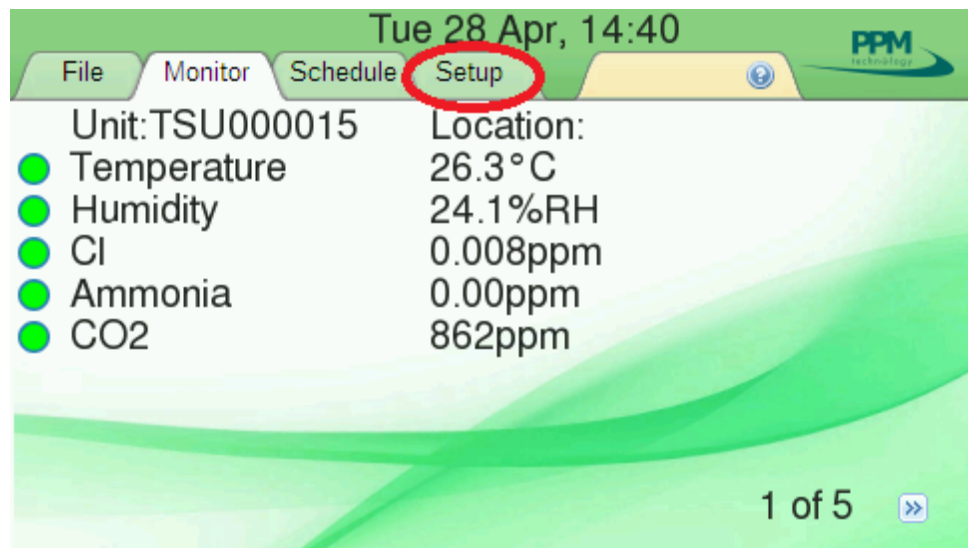 Tue 28 Apr, 14:40
PPM
technology
File Monitor Schedule Setup ?
Unit:TSU000015 Location:
Temperature 26.3°C
Humidity 24.1%RH
Cl 0.008ppm
Ammonia 0.00ppm
CO2 862ppm
1 of 5 »